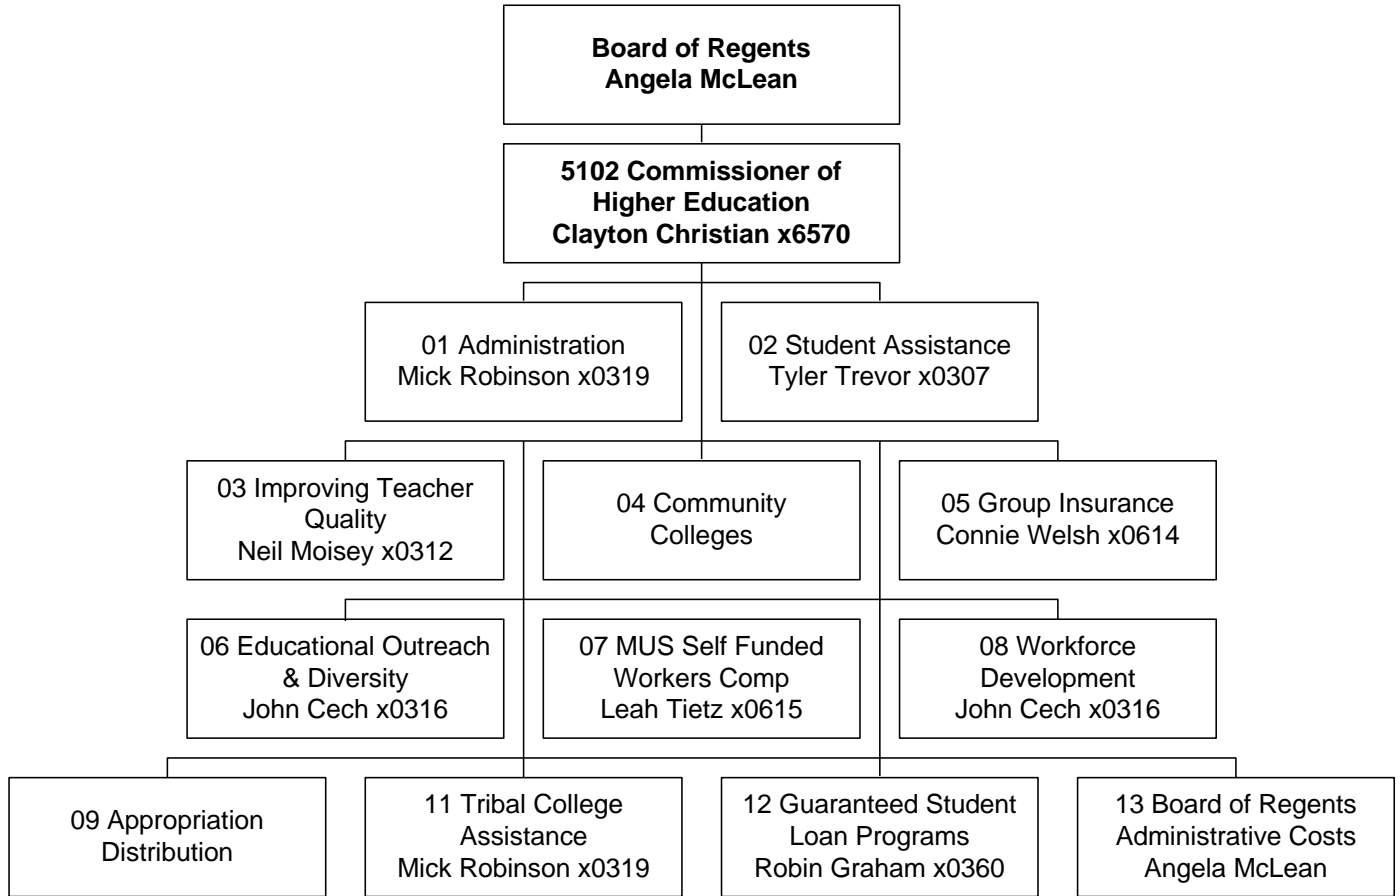 Board of Regents
Angela McLean
5102 Commissioner of
Higher Education
Clayton Christian x6570
01 Administration
Mick Robinson x0319
02 Student Assistance
Tyler Trevor x0307
03 Improving Teacher
Quality
Neil Moisey x0312
04 Community
Colleges
05 Group Insurance
Connie Welsh x0614
06 Educational Outreach
& Diversity
John Cech x0316
07 MUS Self Funded
Workers Comp
Leah Tietz x0615
08 Workforce
Development
John Cech x0316
09 Appropriation
Distribution
11 Tribal College
Assistance
Mick Robinson x0319
12 Guaranteed Student
Loan Programs
Robin Graham x0360
13 Board of Regents
Administrative Costs
Angela McLean